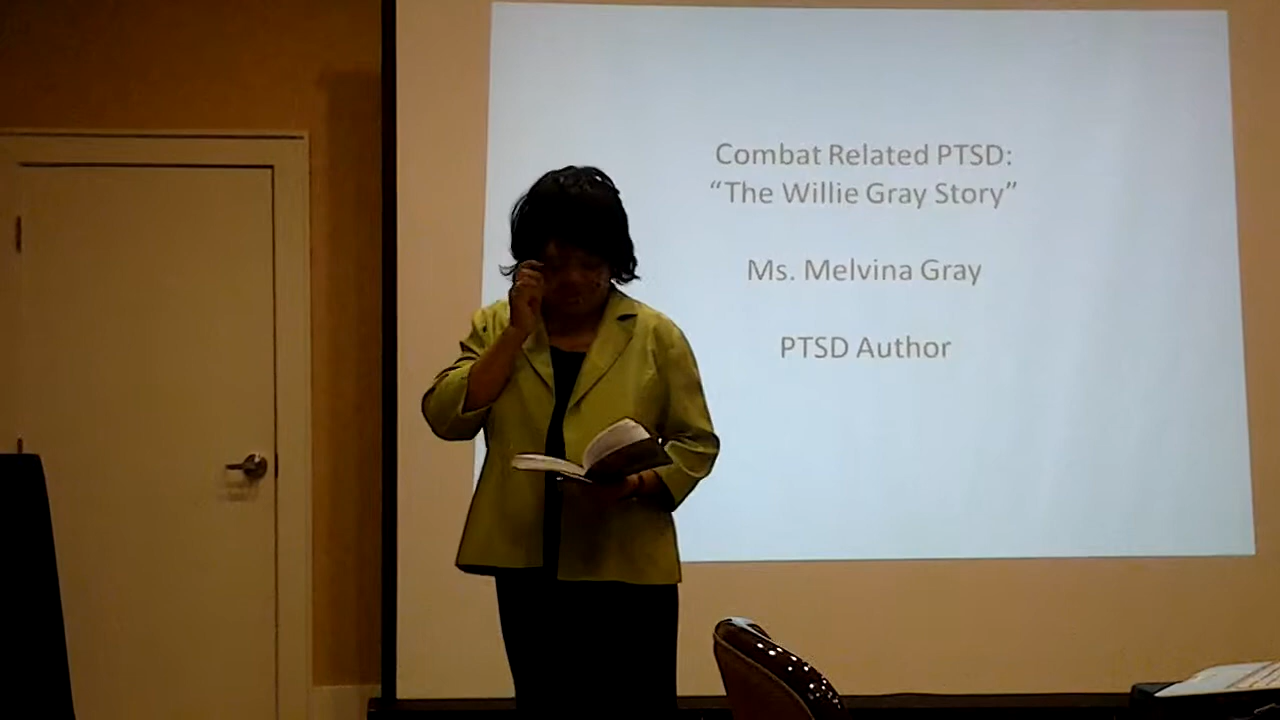 Combat Related PTSD:
“The Willie Gray Story”
Ms. Melvina Gray
PTSD Author